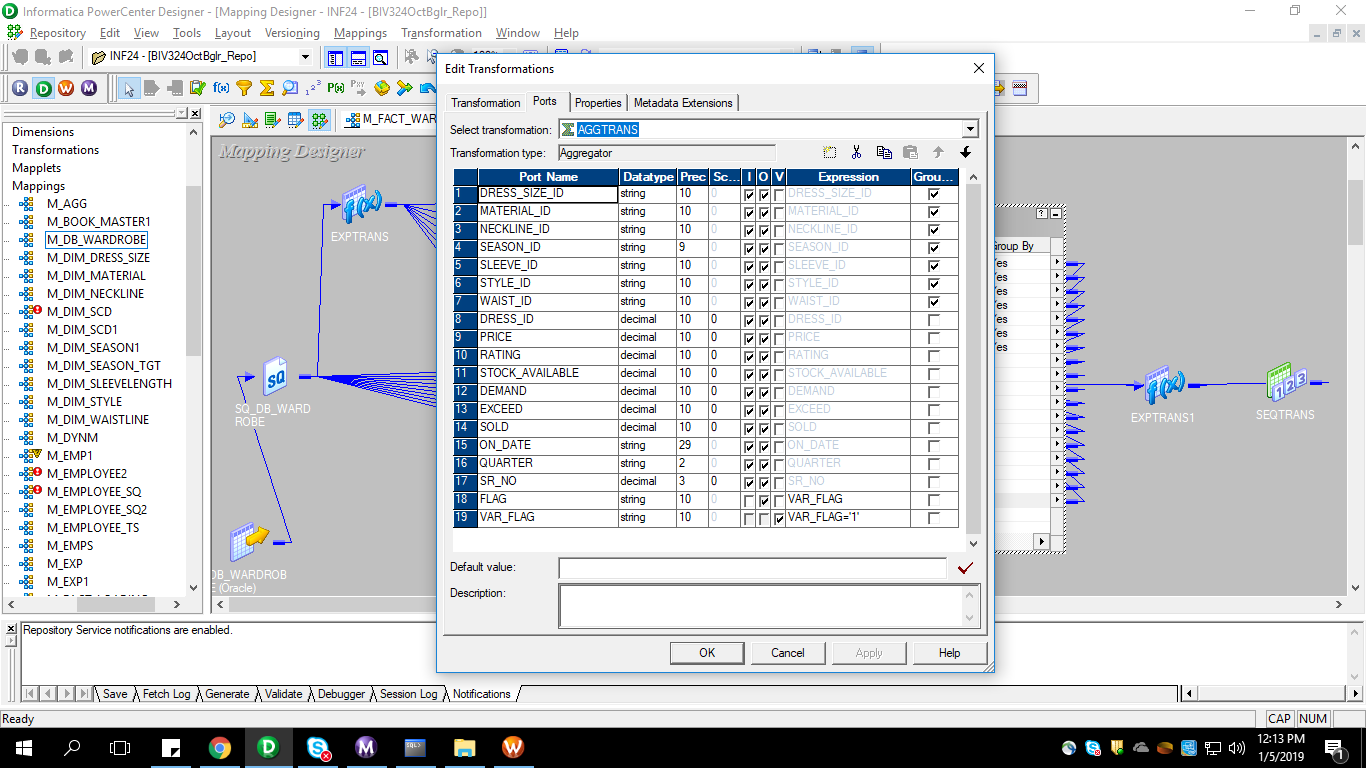 Informatica PowerCenter Designer - [Mapping Designer - INF24 - [BIV324OctBglr_Repo]]
Repository Edit View Tools Layout Versioning Mappings Transformation Window Help
INF24 - [BIV324OctBglr_Repo]
M_FACT_WAR
Mapping Designer
Dimensions
Transformations
Mapplets
Mappings
M_AGG
M_BOOK_MASTER1
M_DB_WARDROBE
M_DIM_DRESS_SIZE
M_DIM_MATERIAL
M_DIM_NECKLINE
M_DIM_SCD
M_DIM_SCD1
M_DIM_SEASON1
M_DIM_SEASON_TGT
M_DIM_SLEEVELENGTH
M_DIM_STYLE
M_DIM_WAISTLINE
M_DYNM
M_EMP1
M_EMPLOYEE2
M_EMPLOYEE_SQ
M_EMPLOYEE_SQ2
M_EMPLOYEE_TS
M_EMPS
M_EXP
M_EXP1
EXPTRANS
SQ
SQ_DB_WARD
ROBE
DB_WARDROB
E (Oracle)
Edit Transformations
Transformation Ports Properties Metadata Extensions
Select transformation: AGGTRANS
Transformation type: Aggregator
Port Name Datatype Prec Sc... I O V Expression Grou...
1 DRESS_SIZE_ID string 10 0 DRESS_SIZE_ID
2 MATERIAL_ID string 10 0 MATERIAL_ID
3 NECKLINE_ID string 10 0 NECKLINE_ID
4 SEASON_ID string 9 0 SEASON_ID
5 SLEEVE_ID string 10 0 SLEEVE_ID
6 STYLE_ID string 10 0 STYLE_ID
7 WAIST_ID string 10 0 WAIST_ID
8 DRESS_ID decimal 10 0 DRESS_ID
9 PRICE decimal 10 0 PRICE
10 RATING decimal 10 0 RATING
11 STOCK_AVAILABLE decimal 10 0 STOCK_AVAILABLE
12 DEMAND decimal 10 0 DEMAND
13 EXCEED decimal 10 0 EXCEED
14 SOLD decimal 10 0 SOLD
15 ON_DATE string 29 0 ON_DATE
16 QUARTER string 2 0 QUARTER
17 SR_NO decimal 3 0 SR_NO
18 FLAG string 10 0 VAR_FLAG
19 VAR_FLAG string 10 0 VAR_FLAG='1'
Default value:
Description:
OK Cancel Apply Help
Group By
Yes
Yes
Yes
Yes
Yes
Yes
Yes
EXPTRANS1
SEQTRANS
Repository Service notifications are enabled.
Save Fetch Log Generate Validate Debugger Session Log Notifications
Ready
CAP NUM
12:13 PM
1/5/2019